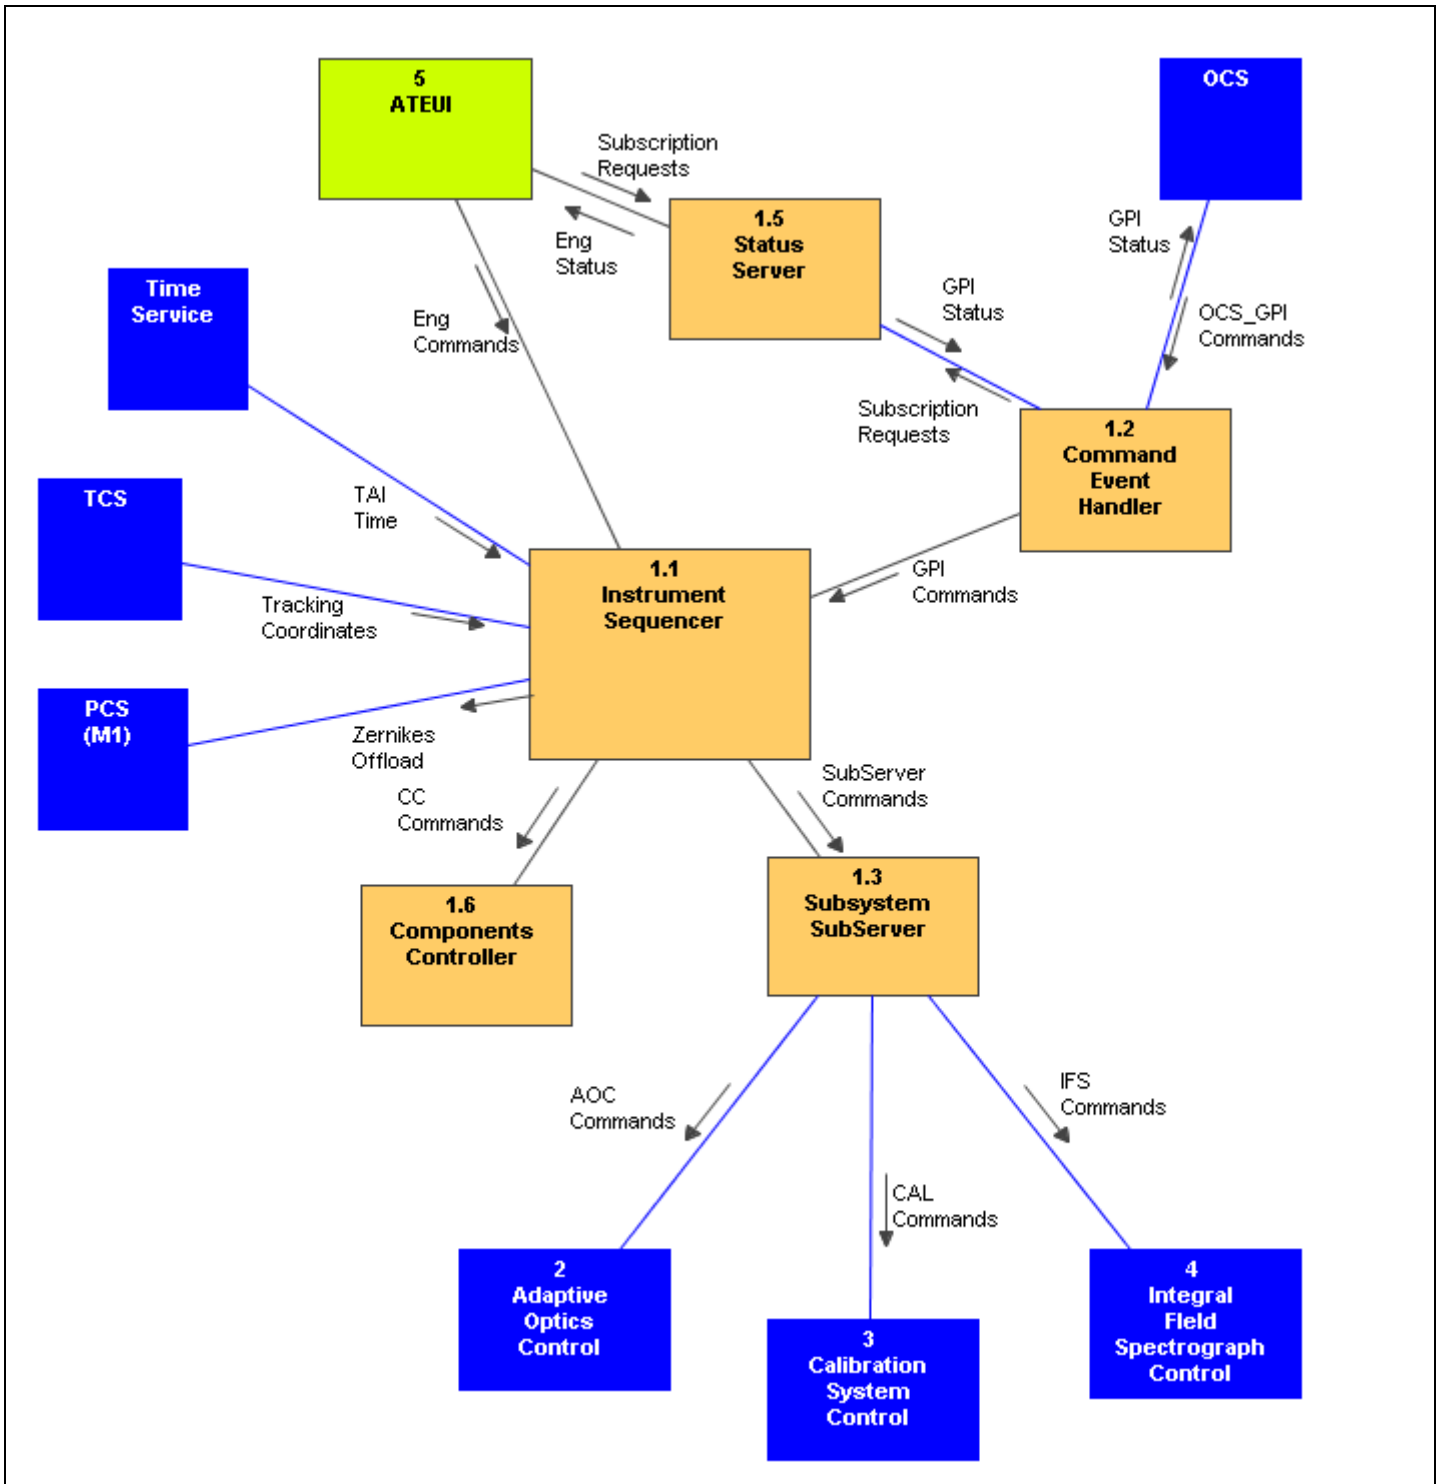 5
ATEUI
OCS
Subscription
Requests
1.5
Status
Server
Eng
Status
GPI
Status
Time
Service
GPI
Status
OCS_GPI
Commands
Eng
Commands
Subscription
Requests
1.2
Command
Event
Handler
TCS
TAI
Time
1.1
Instrument
Sequencer
GPI
Commands
Tracking
Coordinates
PCS
(M1)
Zernikes
Offload
CC
Commands
SubServer
Commands
1.3
Subsystem
SubServer
1.6
Components
Controller
AOC
Commands
IFS
Commands
CAL
Commands
2
Adaptive
Optics
Control
3
Calibration
System
Control
4
Integral
FIeld
Spectrograph
Control